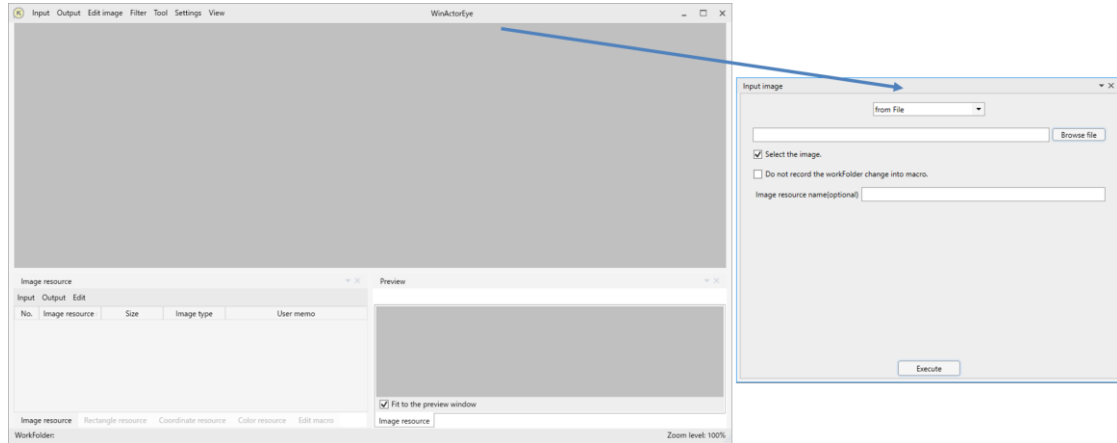 Input Output Edit image Filter Tool Settings View WinActorEye
Input image
from File
Browse file
Select the image.
Do not record the workFolder change into macro.
Image resource name(optional)
Execute
Image resource
Input Output Edit
No. Image resource Size Image type User memo
Image resource Rectangle resource Coordinate resource Color resource Edit macro
Preview
Fit to the preview window
Image resource
WorkFolder: Zoom level: 100%